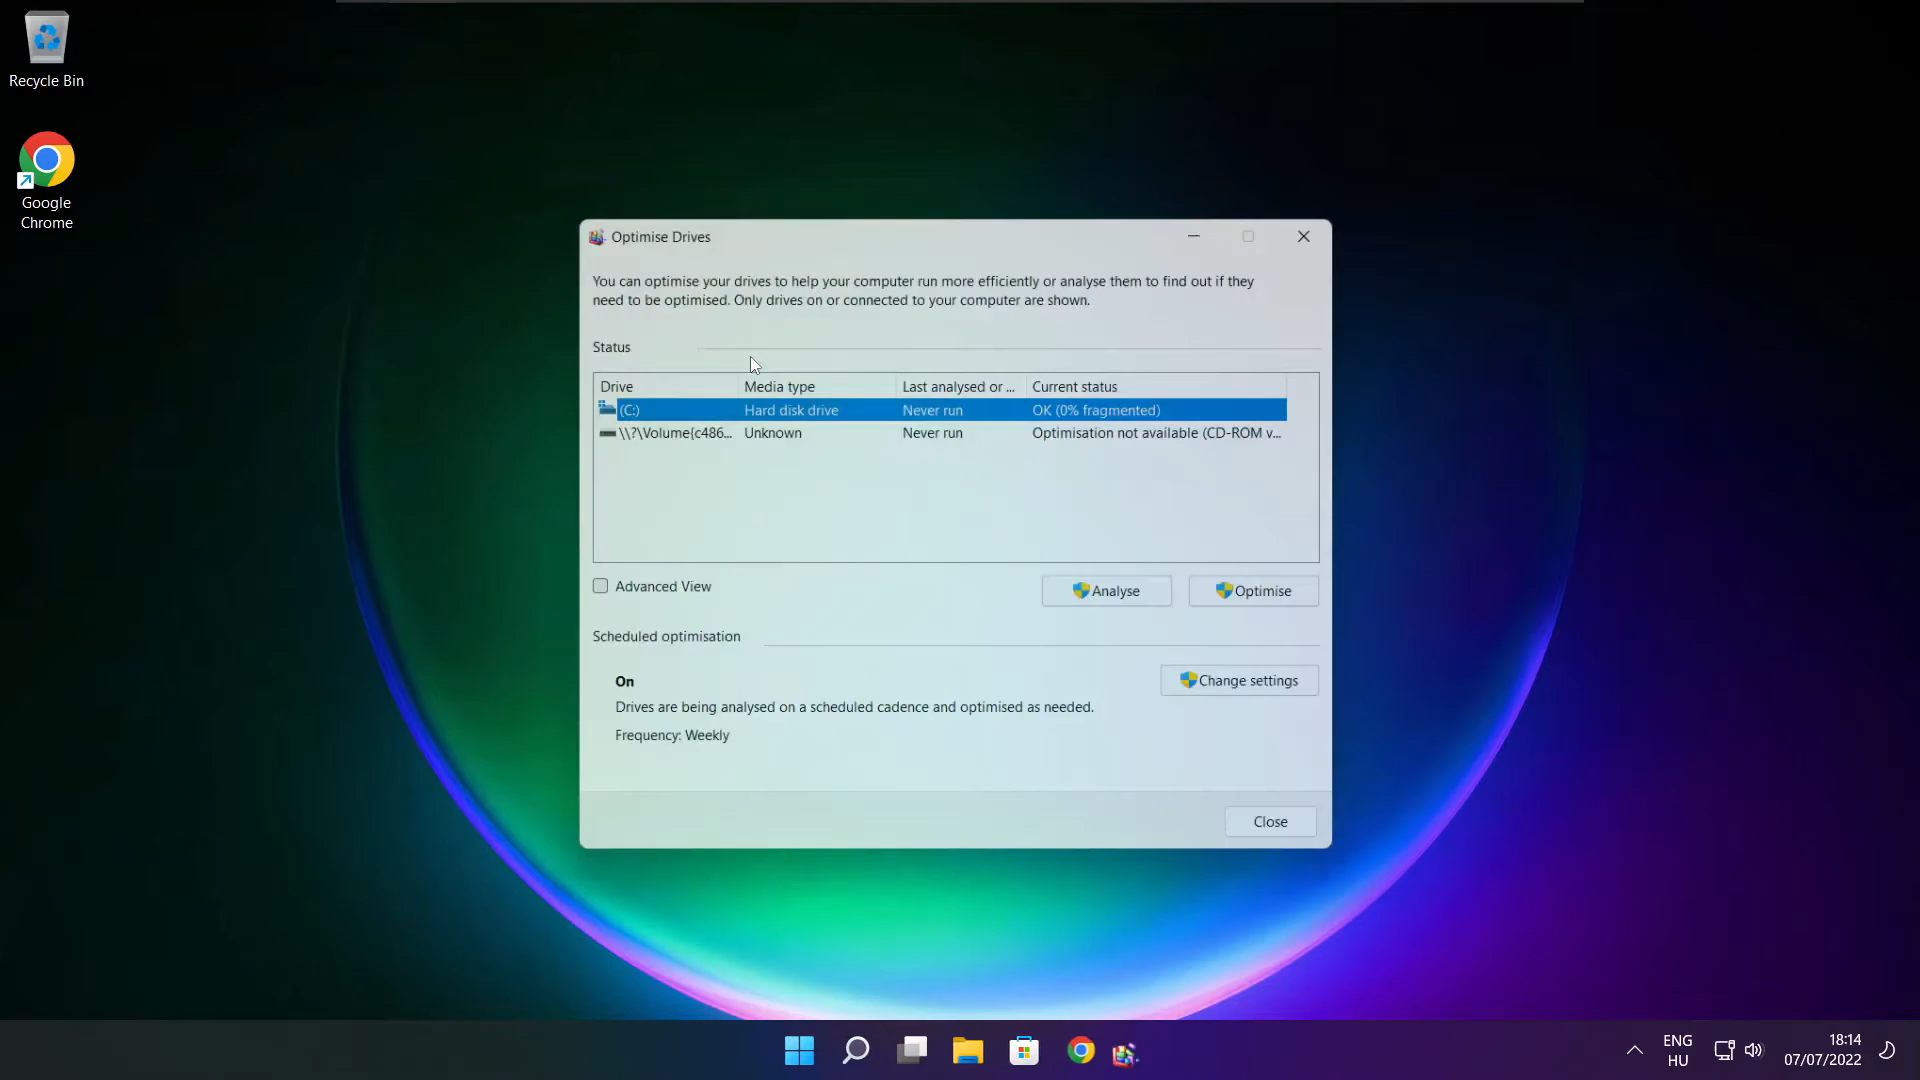 Recycle Bin
Google
Chrome
Optimise Drives
You can optimise your drives to help your computer run more efficiently or analyse them to find out if they
need to be optimised. Only drives on or connected to your computer are shown.
Status
Drive Media type Last analysed or ... Current status
(C:) Hard disk drive Never run OK (0% fragmented)
\\?\Volume{c486... Unknown Never run Optimisation not available (CD-ROM v...
Advanced View Analyse Optimise
Scheduled optimisation
On Change settings
Drives are being analysed on a scheduled cadence and optimised as needed.
Frequency: Weekly
Close
ENG 18:14
HU 07/07/2022